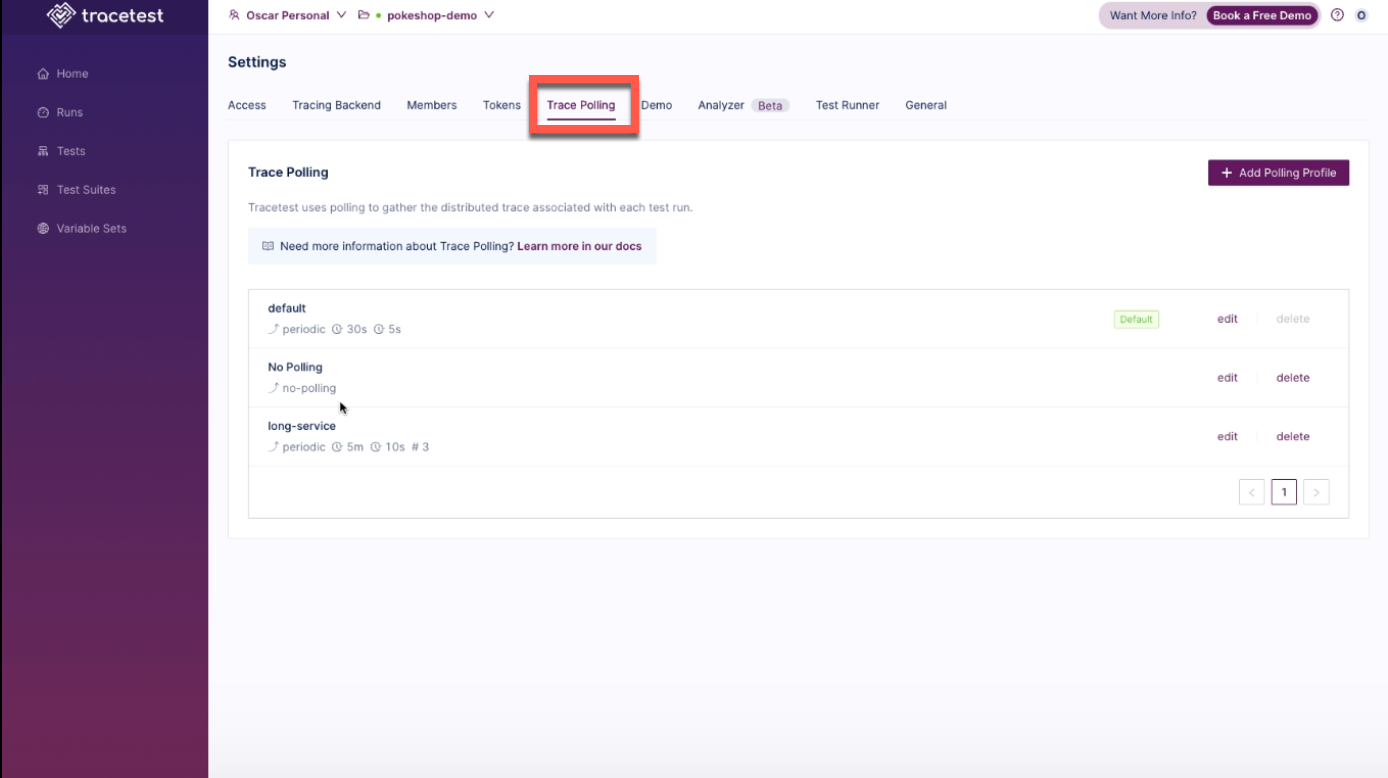 tracetest
Oscar Personal pokeshop-demo
Want More Info? Book a Free Demo O
Home
Runs
Tests
Test Suites
Variable Sets
Settings
Access Tracing Backend Members Tokens Trace Polling Demo Analyzer Beta Test Runner General
Trace Polling
+ Add Polling Profile
Tracetest uses polling to gather the distributed trace associated with each test run.
Need more information about Trace Polling? Learn more in our docs
default
periodic 30s 5s
Default edit delete
No Polling
no-polling
edit delete
long-service
periodic 5m 10s # 3
edit delete
< 1 >